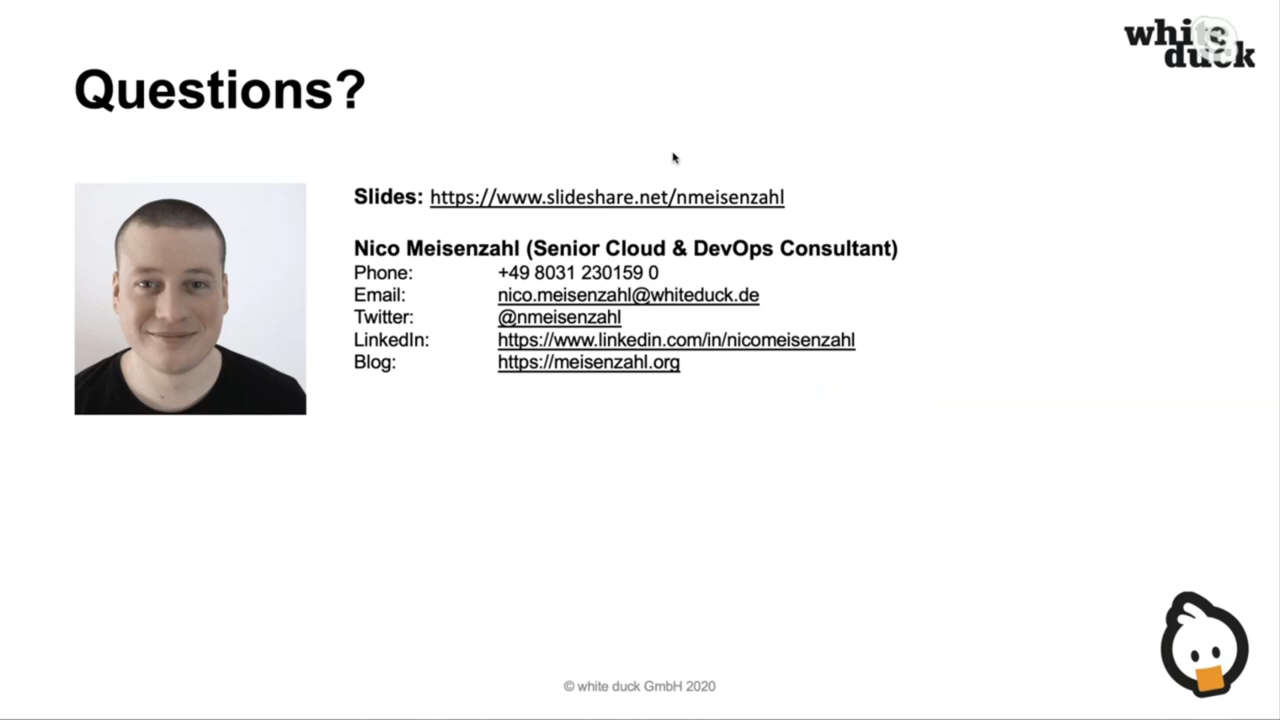 white
duck
Questions?
Slides: https://www.slideshare.net/nmeisenzahl
Nico Meisenzahl (Senior Cloud & DevOps Consultant)
Phone: +49 8031 230159 0
Email: nico.meisenzahl@whiteduck.de
Twitter: @nmeisenzahl
LinkedIn: https://www.linkedin.com/in/nicomeisenzahl
Blog: https://meisenzahl.org
© white duck GmbH 2020